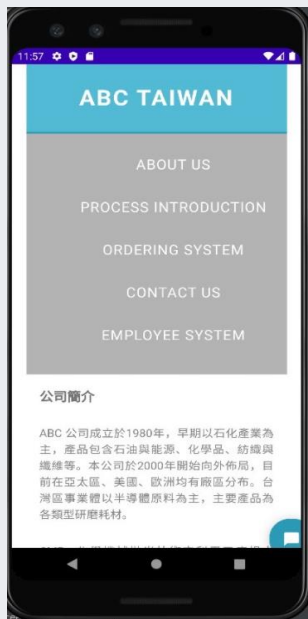 11:57
ABC TAIWAN
ABOUT US
PROCESS INTRODUCTION
ORDERING SYSTEM
CONTACT US
EMPLOYEE SYSTEM
公司簡介
ABC 公司成立於1980年，早期以石化產業為
主，產品包含石油與能源、化學品、紡織與
纖維等。本公司於2000年開始向外佈局，目
前在亞太區、美國、歐洲均有廠區分布。台
灣區事業體以半導體原料為主，主要產品為
各類型研磨耗材。